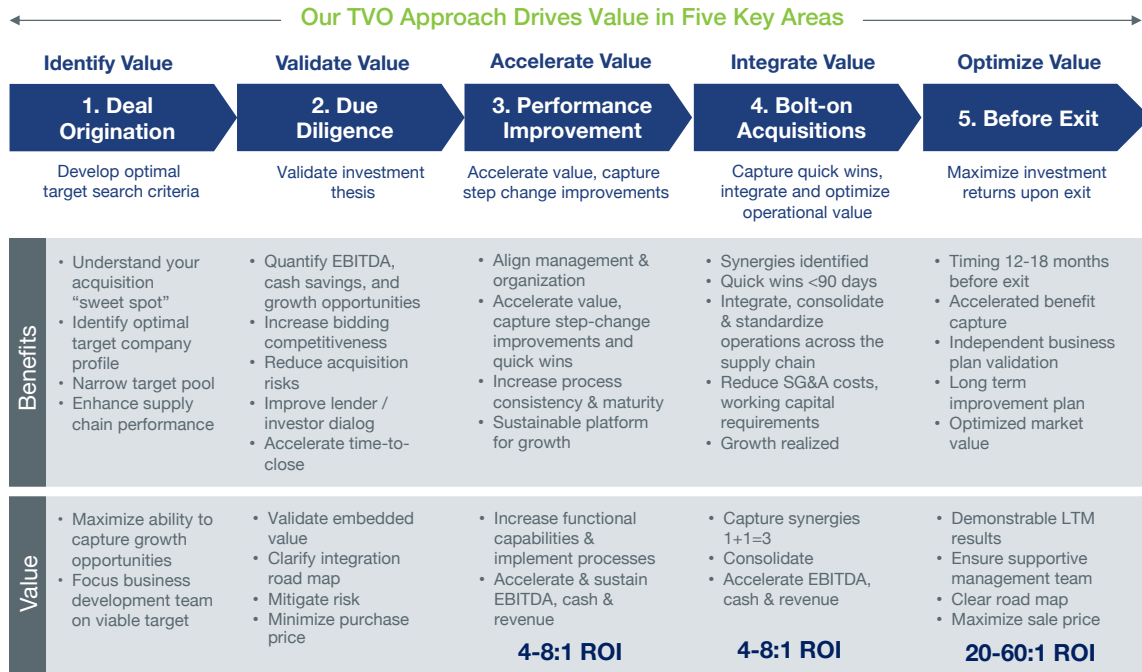 Our TVO Approach Drives Value in Five Key Areas
Identify Value
Validate Value
Accelerate Value
Integrate Value
Optimize Value
1. Deal
Origination
2. Due
Diligence
3. Performance
Improvement
4. Bolt-on
Acquisitions
5. Before Exit
Develop optimal
target search criteria
Validate investment
thesis
Accelerate value, capture
step change improvements
Capture quick wins,
integrate and optimize
operational value
Maximize investment
returns upon exit
Benefits
• Understand your
acquisition
“sweet spot”
• Identify optimal
target company
profile
• Narrow target pool
• Enhance supply
chain performance
• Quantify EBITDA,
cash savings, and
growth opportunities
• Increase bidding
competitiveness
• Reduce acquisition
risks
• Improve lender /
investor dialog
• Accelerate time-to-
close
• Align management &
organization
• Accelerate value,
capture step-change
improvements and
quick wins
• Increase process
consistency & maturity
• Sustainable platform
for growth
• Synergies identified
• Quick wins <90 days
• Integrate, consolidate
& standardize
operations across the
supply chain
• Reduce SG&A costs,
working capital
requirements
• Growth realized
• Timing 12-18 months
before exit
• Accelerated benefit
capture
• Independent business
plan validation
• Long term
improvement plan
• Optimized market
value
Value
• Maximize ability to
capture growth
opportunities
• Focus business
development team
on viable target
• Validate embedded
value
• Clarify integration
road map
• Mitigate risk
• Minimize purchase
price
• Increase functional
capabilities &
implement processes
• Accelerate & sustain
EBITDA, cash &
revenue
4-8:1 ROI
• Capture synergies
1+1=3
• Consolidate
• Accelerate EBITDA,
cash & revenue
4-8:1 ROI
• Demonstrable LTM
results
• Ensure supportive
management team
• Clear road map
• Maximize sale price
20-60:1 ROI